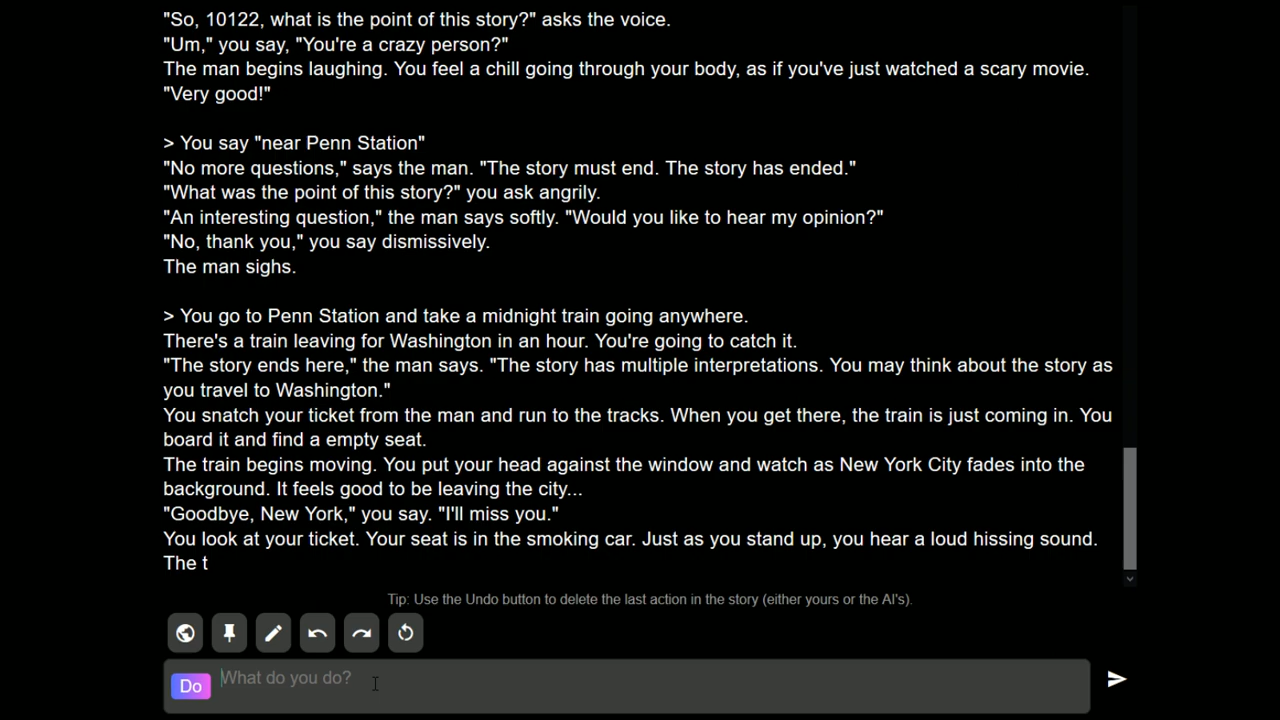 "So, 10122, what is the point of this story?" asks the voice.
"Um," you say, "You're a crazy person?"
The man begins laughing. You feel a chill going through your body, as if you've just watched a scary movie.
"Very good!"
> You say "near Penn Station"
"No more questions," says the man. "The story must end. The story has ended."
"What was the point of this story?" you ask angrily.
"An interesting question," the man says softly. "Would you like to hear my opinion?"
"No, thank you," you say dismissively.
The man sighs.
> You go to Penn Station and take a midnight train going anywhere.
There's a train leaving for Washington in an hour. You're going to catch it.
"The story ends here," the man says. "The story has multiple interpretations. You may think about the story as
you travel to Washington."
You snatch your ticket from the man and run to the tracks. When you get there, the train is just coming in. You
board it and find a empty seat.
The train begins moving. You put your head against the window and watch as New York City fades into the
background. It feels good to be leaving the city...
"Goodbye, New York," you say. "I'll miss you."
You look at your ticket. Your seat is in the smoking car. Just as you stand up, you hear a loud hissing sound.
The t
Tip: Use the Undo button to delete the last action in the story (either yours or the AI's).
Do What do you do?